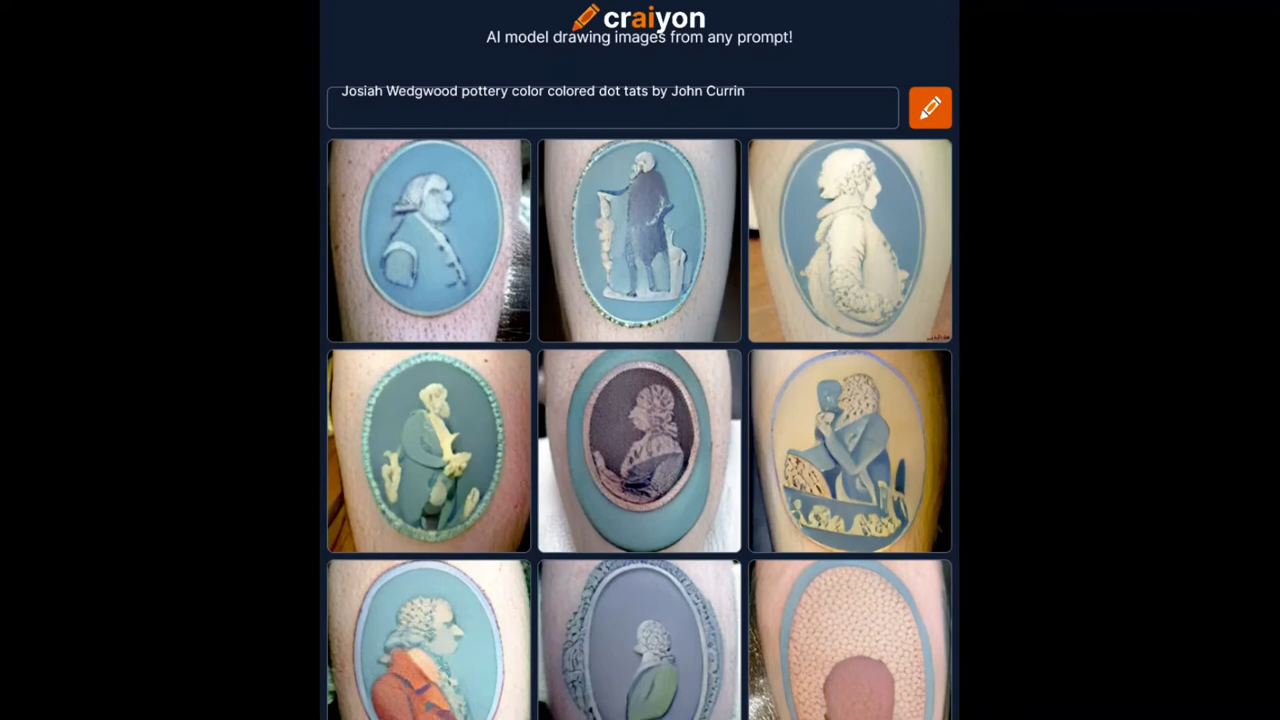 craiyon
AI model drawing images from any prompt!
Josiah Wedgwood pottery color colored dot tats by John Currin